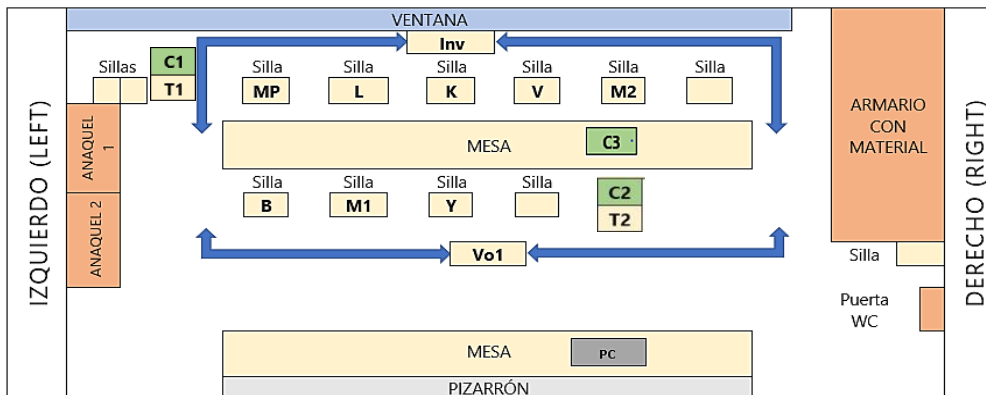 VENTANA
Inv
Sillas
C1
T1
Silla
Silla
Silla
Silla
Silla
Silla
MP
L
K
V
M2
IZQUIERDO (LEFT)
ANAQUEL 1
ANAQUEL 2
MESA
C3
ARMARIO
CON
MATERIAL
DERECHO (RIGHT)
Silla
Silla
Silla
Silla
B
M1
Y
C2
T2
Vo1
Silla
Puerta
WC
MESA
PC
PIZARRÓN